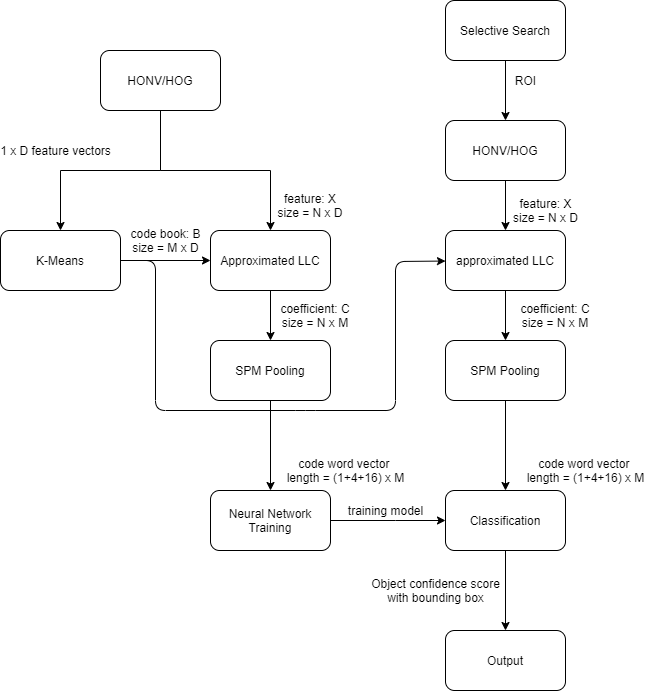 Selective Search
HONV/HOG
ROI
1 x D feature vectors
HONV/HOG
feature: X
size = N x D
feature: X
size = N x D
code book: B
size = M x D
K-Means
Approximated LLC
approximated LLC
coefficient: C
size = N x M
coefficient: C
size = N x M
SPM Pooling
SPM Pooling
code word vector
length = (1+4+16) x M
code word vector
length = (1+4+16) x M
Neural Network
Training
training model
Classification
Object confidence score
with bounding box
Output